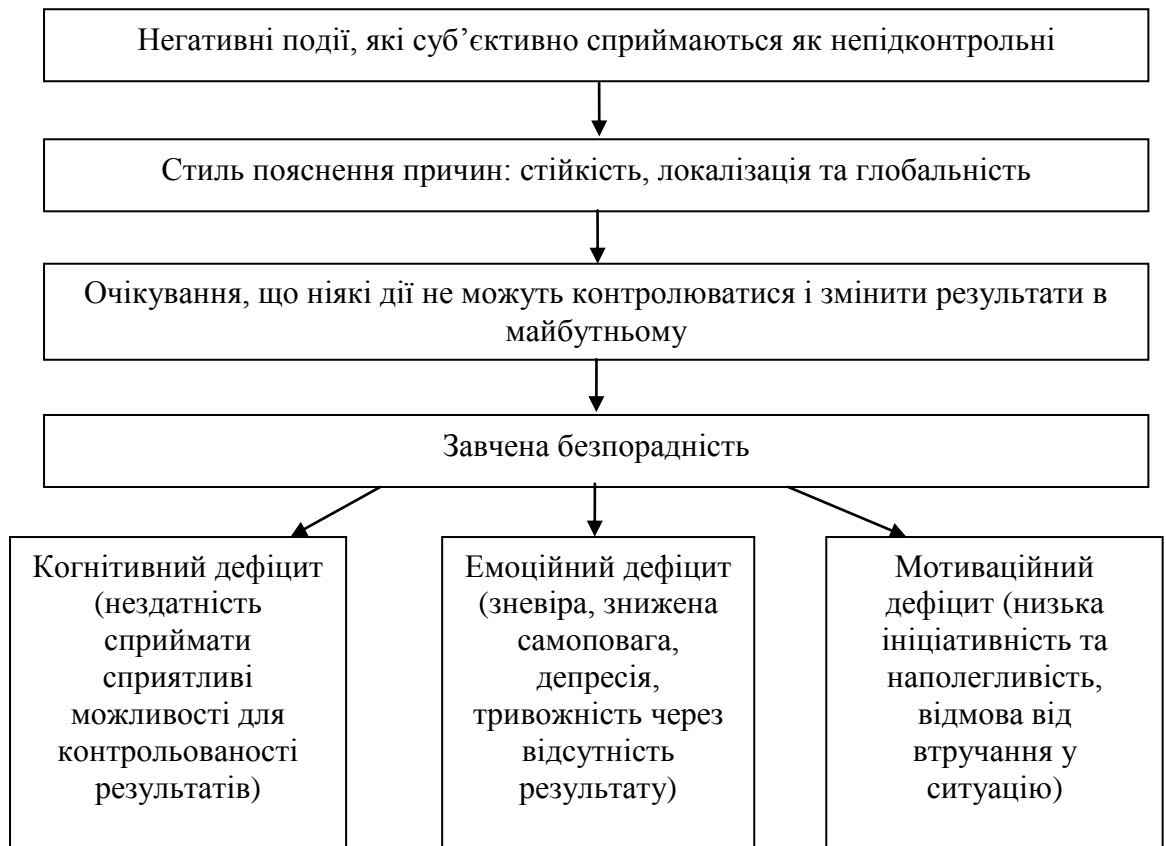 Негативні події, які суб’єктивно сприймаються як непідконтрольні
Стиль пояснення причин: стійкість, локалізація та глобальність
Очікування, що ніякі дії не можуть контролюватися і змінити результати в
майбутньому
Завчена безпорадність
Когнітивний дефіцит
(нездатність
сприймати
сприятливі
можливості для
контрольованості
результатів)
Емоційний дефіцит
(зневіра, знижена
самоповага,
депресія,
тривожність через
відсутність
результату)
Мотиваційний
дефіцит (низька
ініціативність та
наполегливість,
відмова від
втручання у
ситуацію)